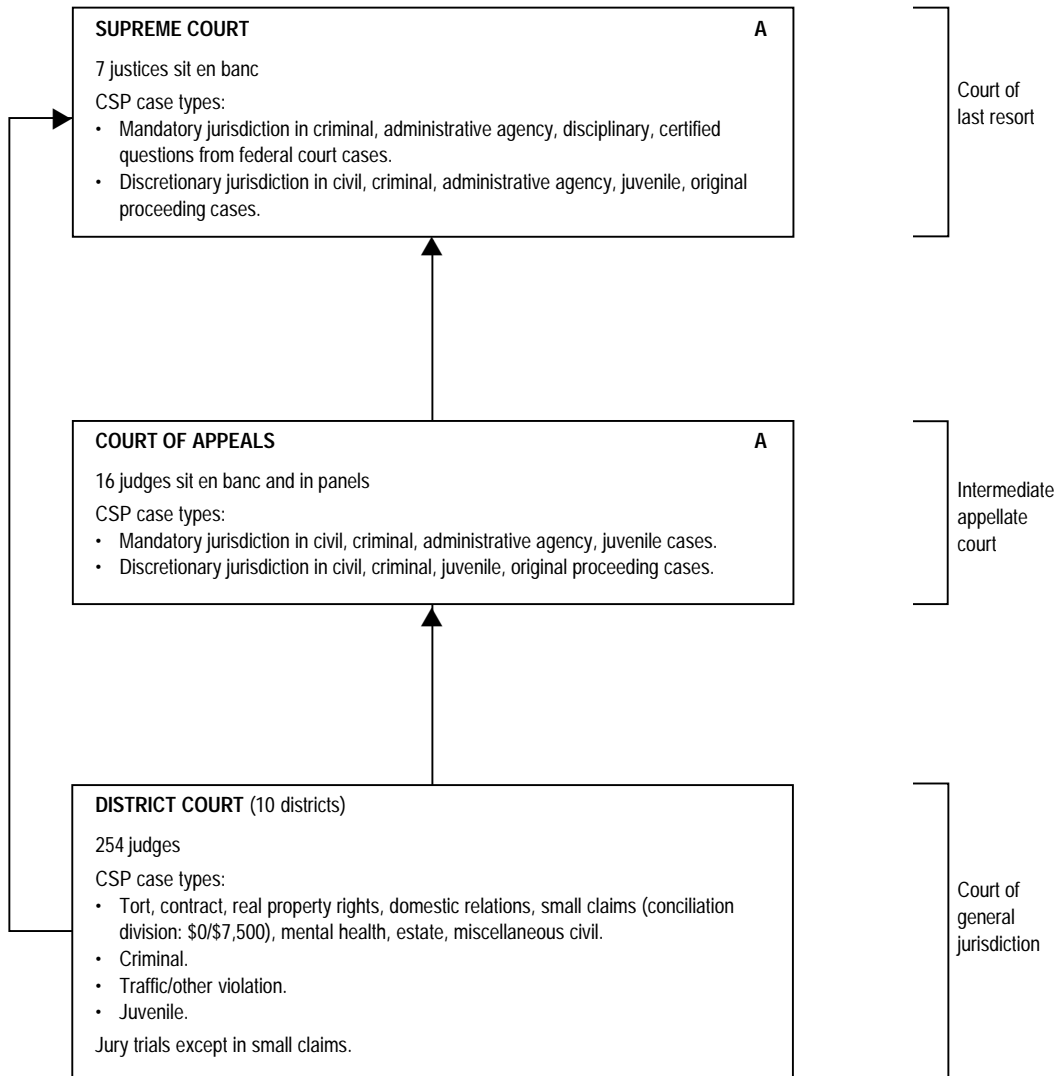 SUPREME COURT A
7 justices sit en banc
CSP case types:
• Mandatory jurisdiction in criminal, administrative agency, disciplinary, certified
questions from federal court cases.
• Discretionary jurisdiction in civil, criminal, administrative agency, juvenile, original
proceeding cases.
Court of
last resort
COURT OF APPEALS A
16 judges sit en banc and in panels
CSP case types:
• Mandatory jurisdiction in civil, criminal, administrative agency, juvenile cases.
• Discretionary jurisdiction in civil, criminal, juvenile, original proceeding cases.
Intermediate
appellate
court
DISTRICT COURT (10 districts)
254 judges
CSP case types:
• Tort, contract, real property rights, domestic relations, small claims (conciliation
division: $0/$7,500), mental health, estate, miscellaneous civil.
• Criminal.
• Traffic/other violation.
• Juvenile.
Jury trials except in small claims.
Court of
general
jurisdiction